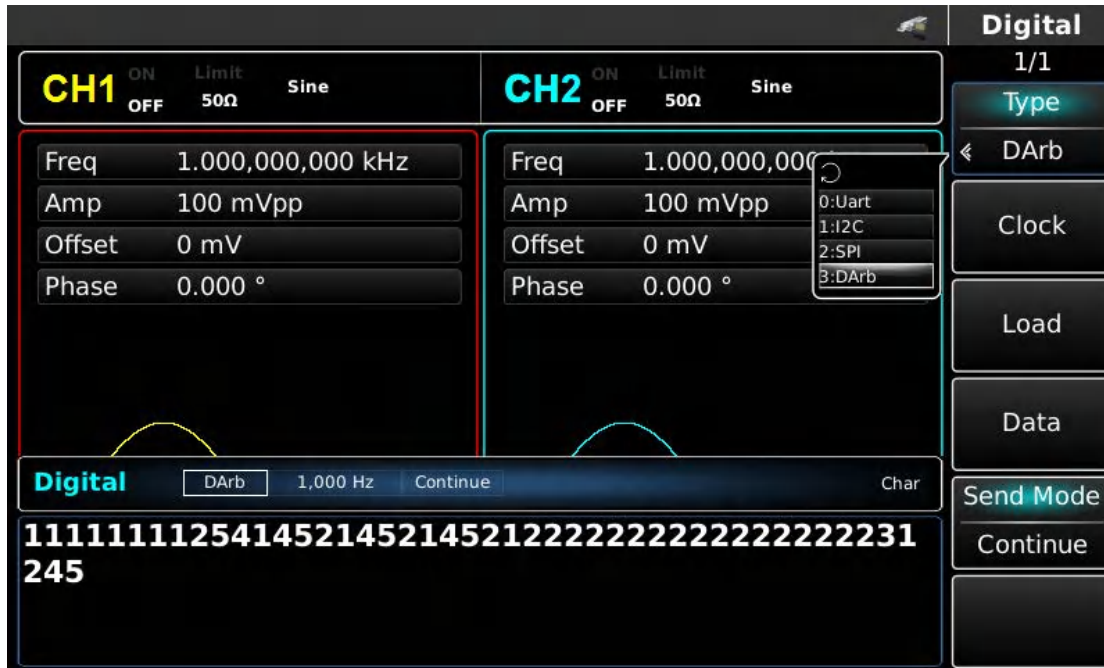 Digital
1/1
CH1 ON OFF Limit 50Ω Sine
CH2 ON OFF Limit 50Ω Sine
Type
DArb
Freq 1.000,000,000 kHz
Amp 100 mVpp
Offset 0 mV
Phase 0.000 °
Freq 1.000,000,000
Amp 100 mVpp
Offset 0 mV
Phase 0.000 °
0:Uart
1:I2C
2:SPI
3:DArb
Clock
Load
Data
Digital DArb 1,000 Hz Continue Char
Send Mode
Continue
1111111125414521452145212222222222222222231
245